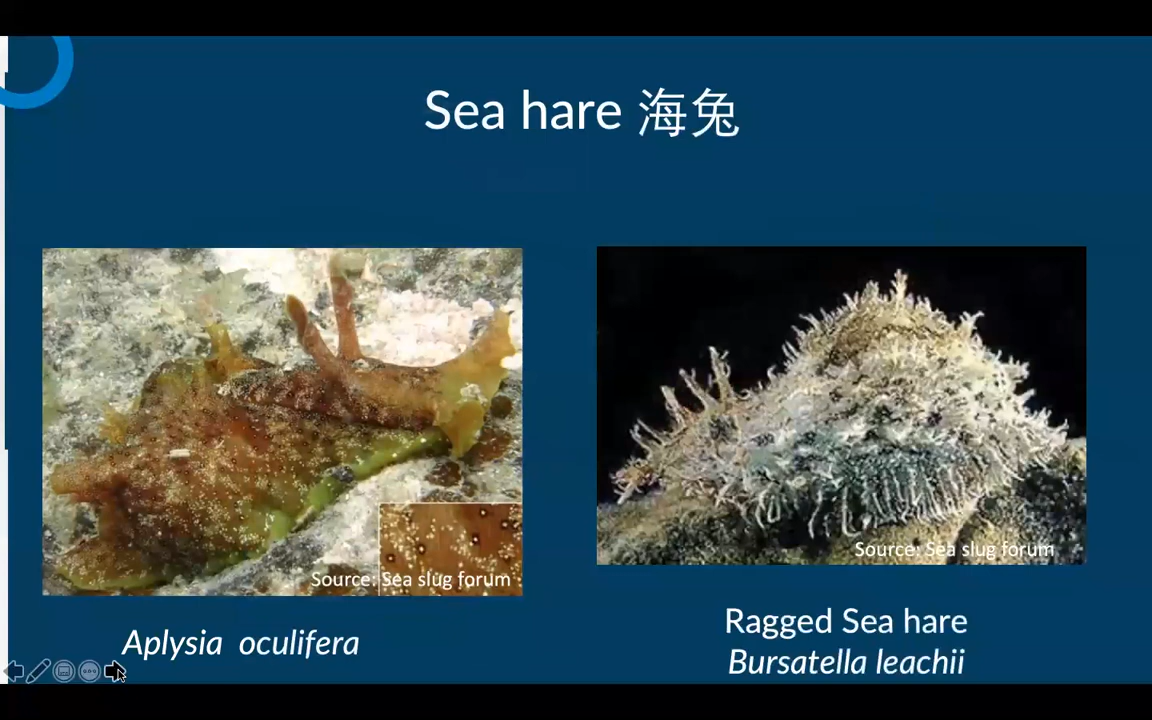 Sea hare 海兔
Source: Sea slug forum
Source: Sea slug forum
Aplysia oculifera
Ragged Sea hare
Bursatella leachii